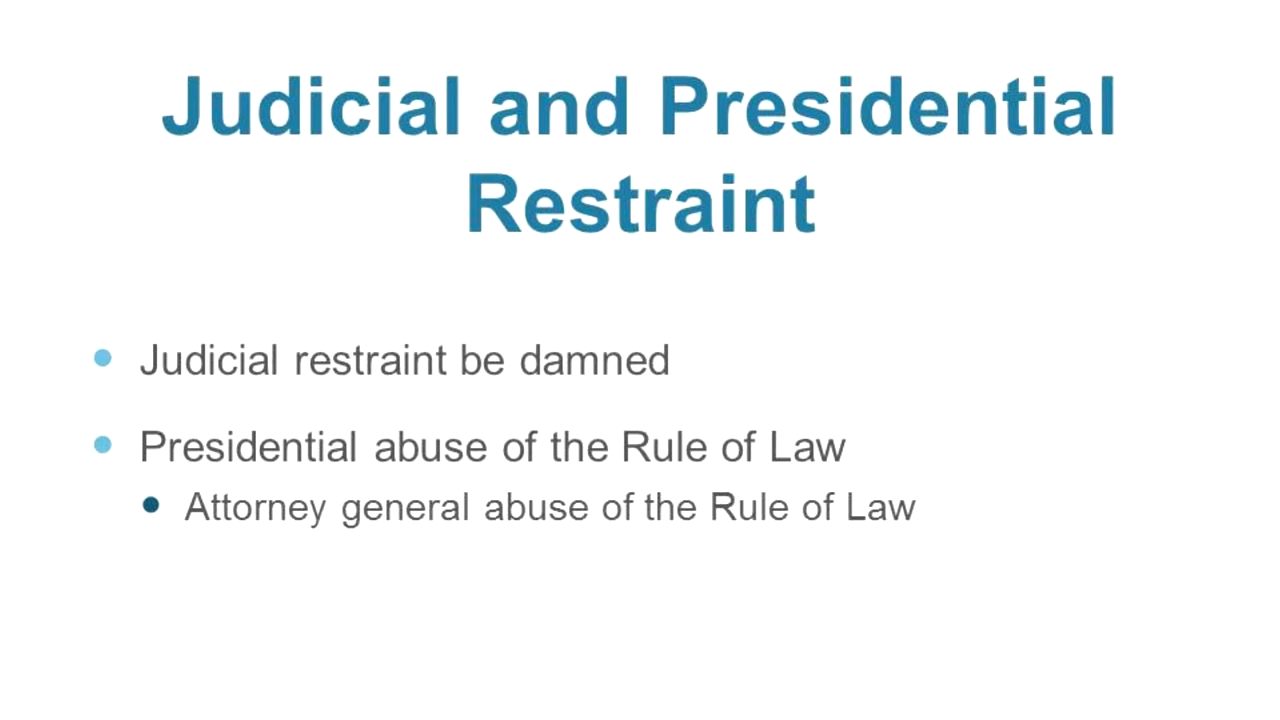 Judicial and Presidential
Restraint
Judicial restraint be damned
Presidential abuse of the Rule of Law
Attorney general abuse of the Rule of Law